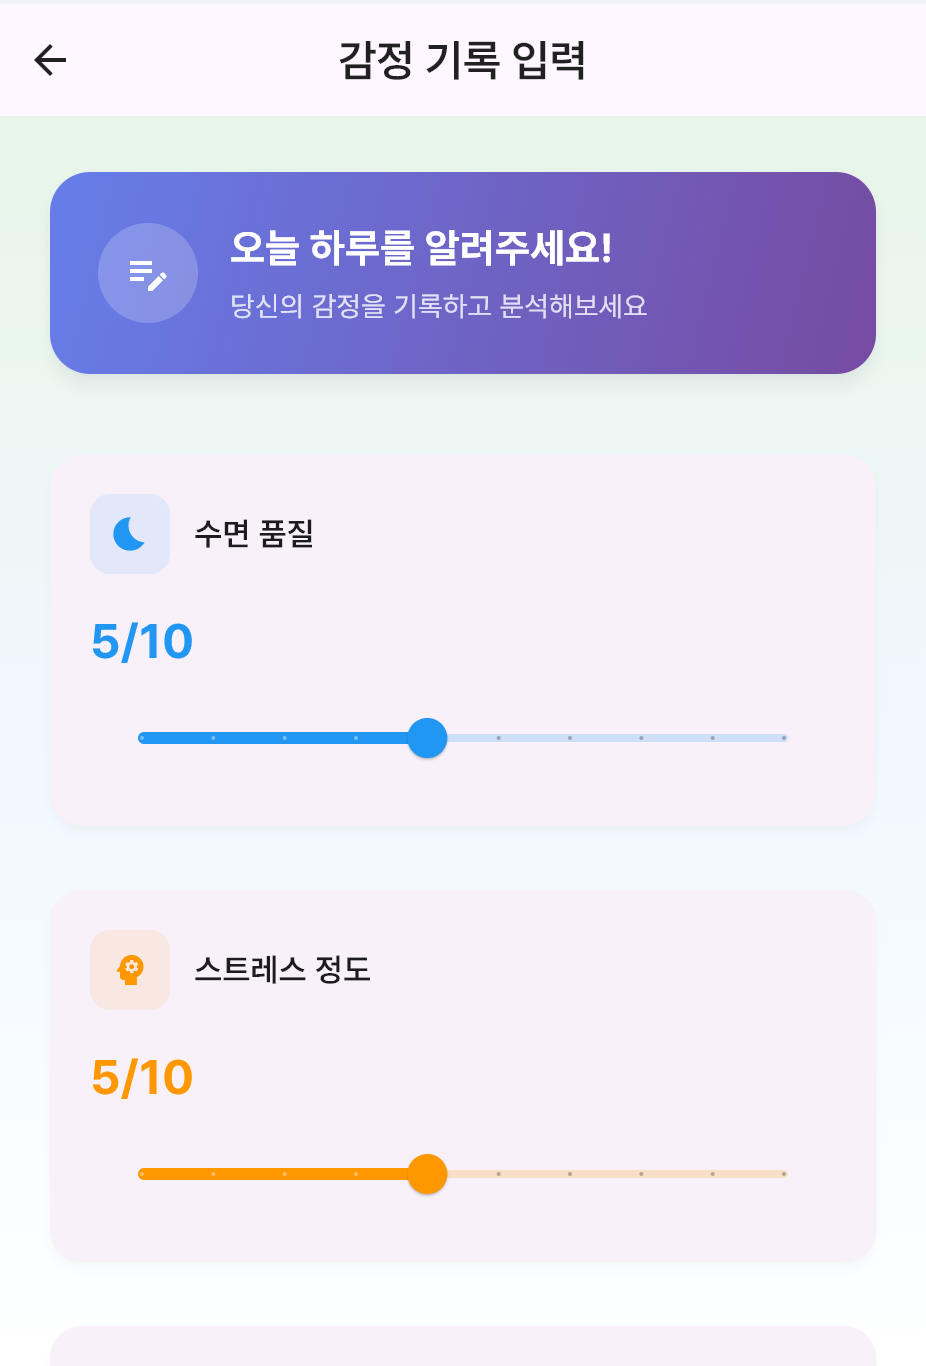 감정 기록 입력
오늘 하루를 알려주세요!
당신의 감정을 기록하고 분석해보세요
수면 품질
5/10
스트레스 정도
5/10